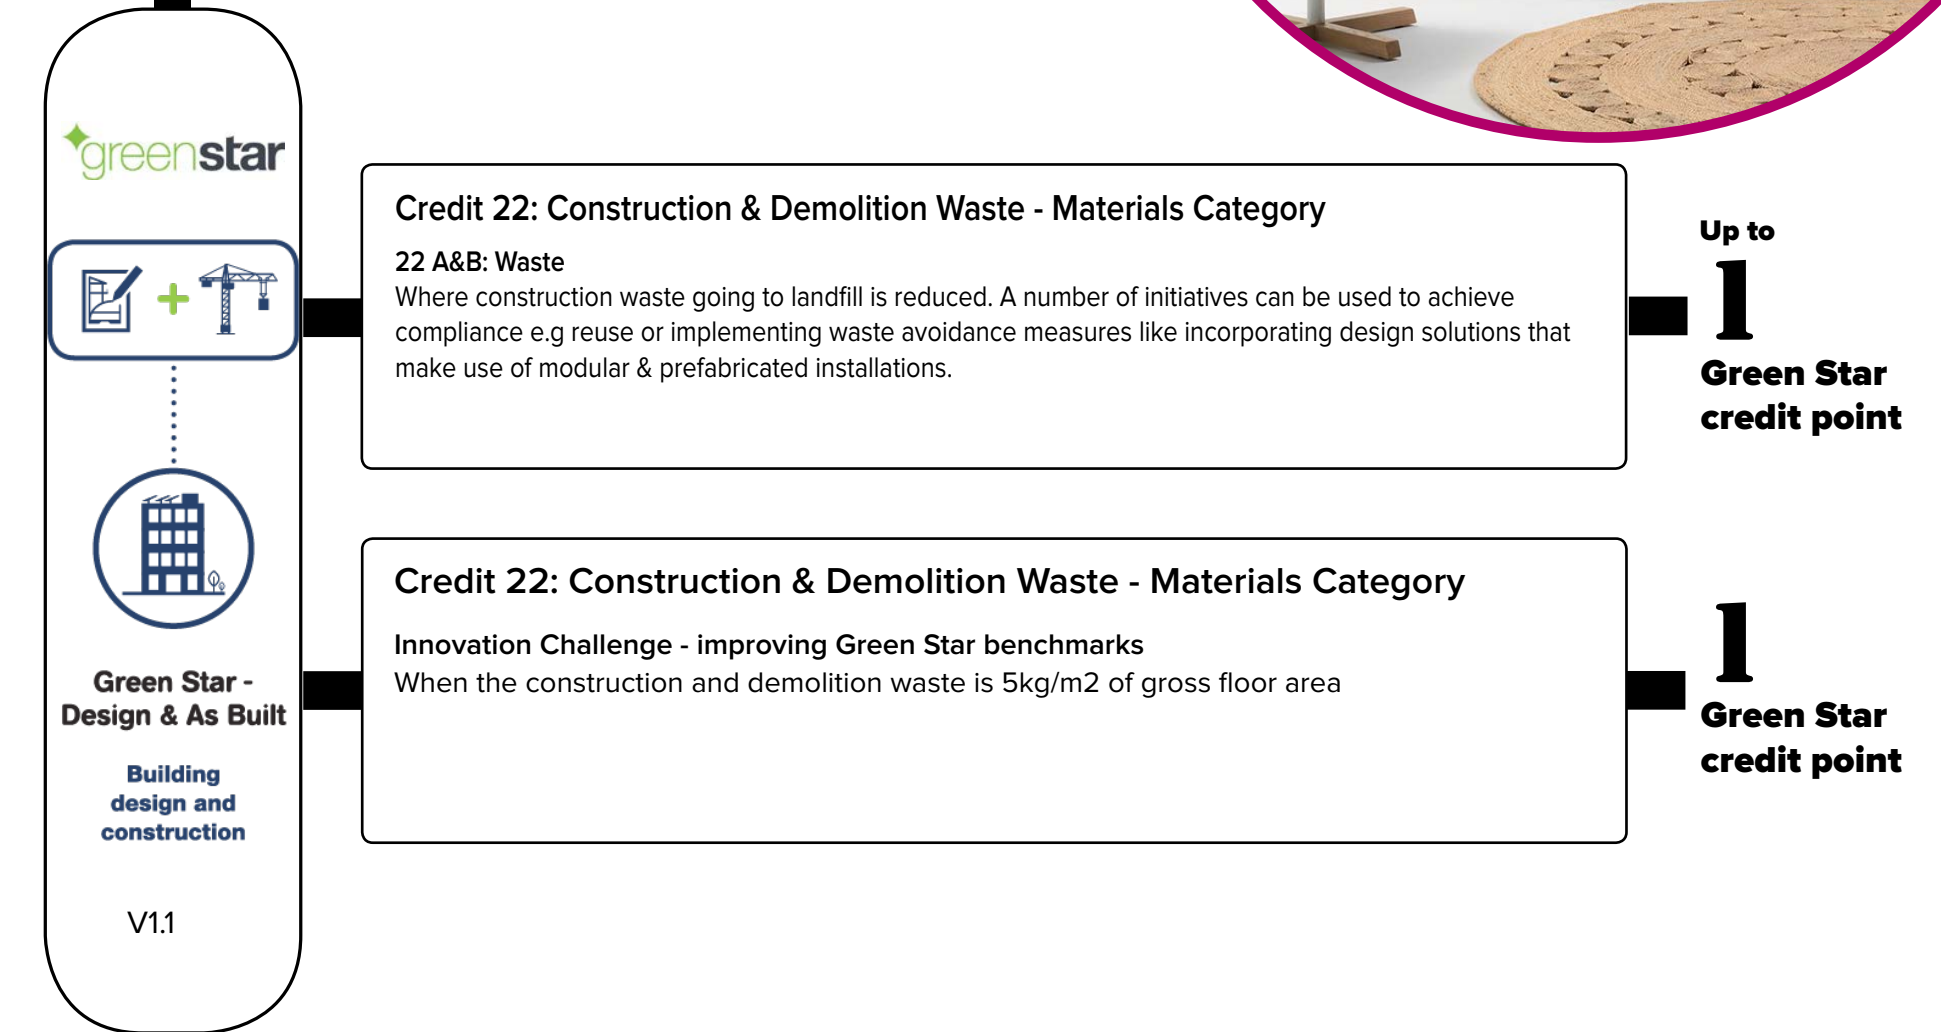 greenstar
Credit 22: Construction & Demolition Waste - Materials Category
22 A&B: Waste
Where construction waste going to landfill is reduced. A number of initiatives can be used to achieve
compliance e.g reuse or implementing waste avoidance measures like incorporating design solutions that
make use of modular & prefabricated installations.
Up to
1
Green Star
credit point
Credit 22: Construction & Demolition Waste - Materials Category
Innovation Challenge - improving Green Star benchmarks
When the construction and demolition waste is 5kg/m2 of gross floor area
1
Green Star
credit point
Green Star -
Design & As Built
Building
design and
construction
V1.1